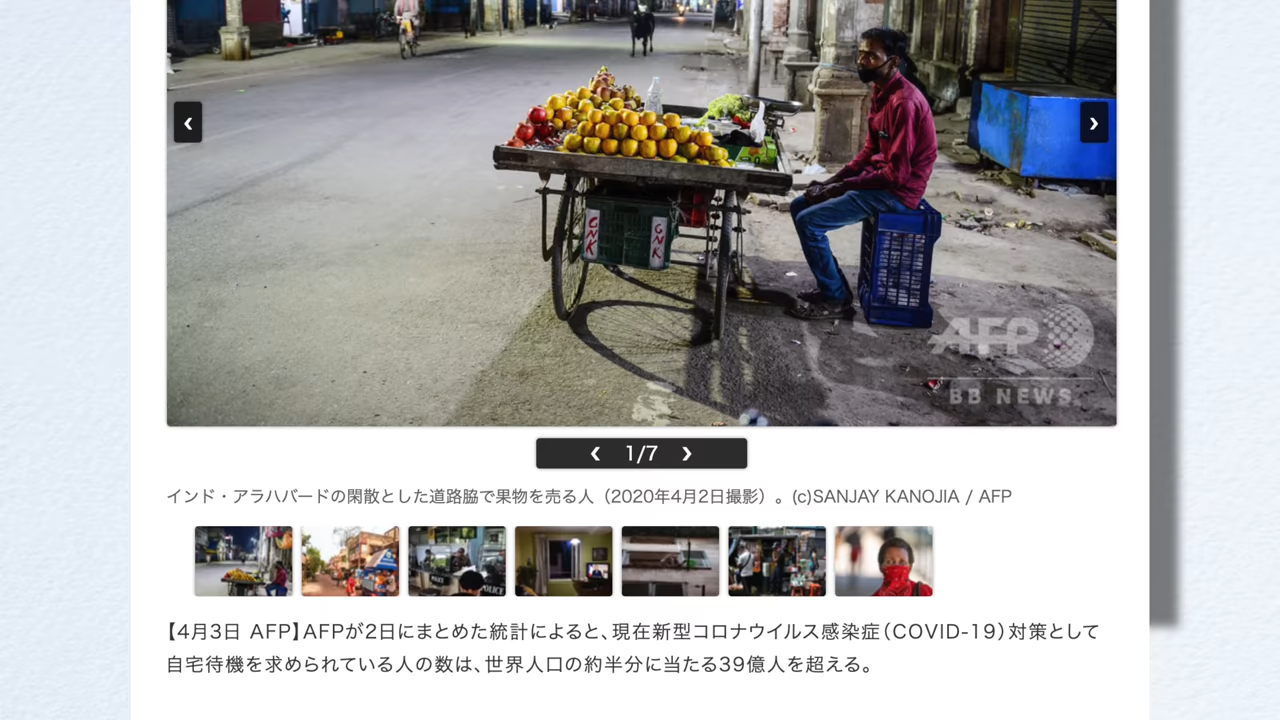 GNK
GNK
AFP
BB NEWS.
1/7
インド・アラハバードの閑散とした道路脇で果物を売る人（2020年4月2日撮影）。(c)SANJAY KANOJIA / AFP
POLICE
【4月3日 AFP】AFPが2日にまとめた統計によると、現在新型コロナウイルス感染症（COVID-19）対策として
自宅待機を求められている人の数は、世界人口の約半分に当たる39億人を超える。